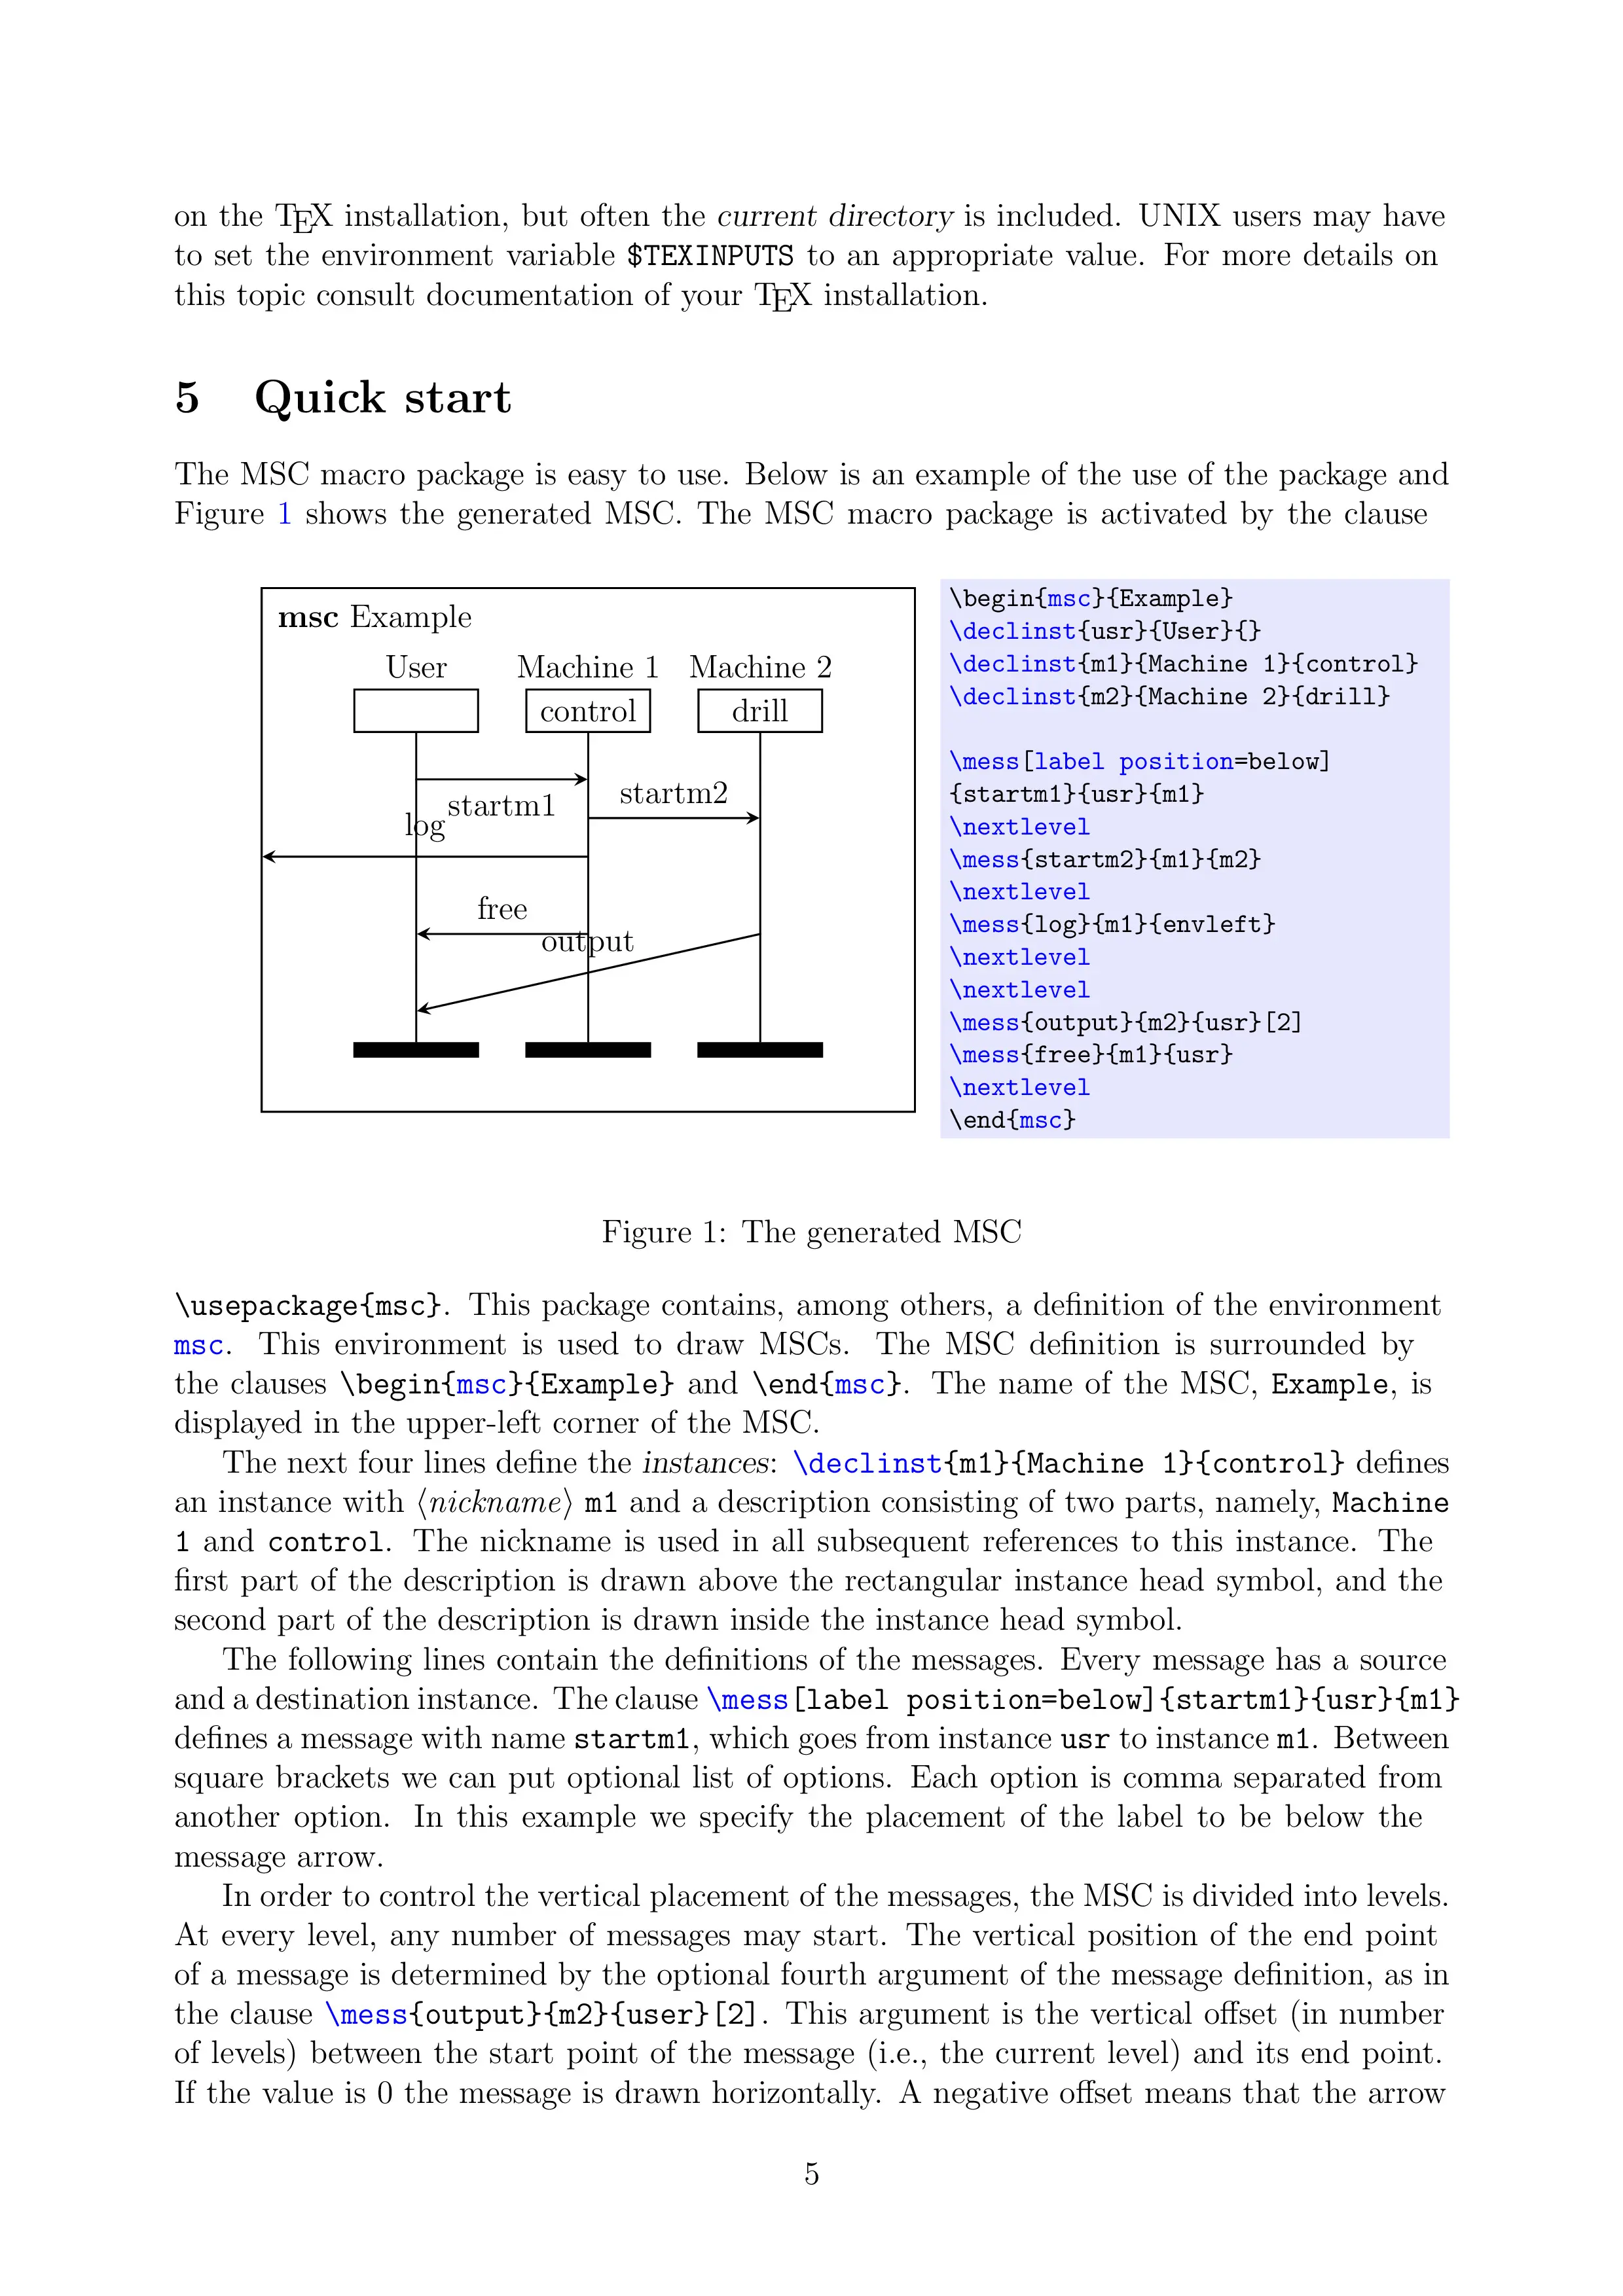 on the TEX installation, but often the current directory is included. UNIX users may have
to set the environment variable $TEXINPUTS to an appropriate value. For more details on
this topic consult documentation of your TEX installation.
5 Quick start
The MSC macro package is easy to use. Below is an example of the use of the package and
Figure 1 shows the generated MSC. The MSC macro package is activated by the clause
msc Example
User Machine 1 Machine 2
control drill
startm1
startm2
log
free
output
\begin{msc}{Example}
\declinst{usr}{User}{}
\declinst{m1}{Machine 1}{control}
\declinst{m2}{Machine 2}{drill}
\mess[label position=below]
{startm1}{usr}{m1}
\nextlevel
\mess{startm2}{m1}{m2}
\nextlevel
\mess{log}{m1}{envleft}
\nextlevel
\nextlevel
\mess{output}{m2}{usr}[2]
\mess{free}{m1}{usr}
\nextlevel
\end{msc}
Figure 1: The generated MSC
\usepackage{msc}. This package contains, among others, a definition of the environment
msc. This environment is used to draw MSCs. The MSC definition is surrounded by
the clauses \begin{msc}{Example} and \end{msc}. The name of the MSC, Example, is
displayed in the upper-left corner of the MSC.
The next four lines define the instances: \declinst{m1}{Machine 1}{control} defines
an instance with ⟨nickname⟩ m1 and a description consisting of two parts, namely, Machine
1 and control. The nickname is used in all subsequent references to this instance. The
first part of the description is drawn above the rectangular instance head symbol, and the
second part of the description is drawn inside the instance head symbol.
The following lines contain the definitions of the messages. Every message has a source
and a destination instance. The clause \mess[label position=below]{startm1}{usr}{m1}
defines a message with name startm1, which goes from instance usr to instance m1. Between
square brackets we can put optional list of options. Each option is comma separated from
another option. In this example we specify the placement of the label to be below the
message arrow.
In order to control the vertical placement of the messages, the MSC is divided into levels.
At every level, any number of messages may start. The vertical position of the end point
of a message is determined by the optional fourth argument of the message definition, as in
the clause \mess{output}{m2}{user}[2]. This argument is the vertical offset (in number
of levels) between the start point of the message (i.e., the current level) and its end point.
If the value is 0 the message is drawn horizontally. A negative offset means that the arrow
5